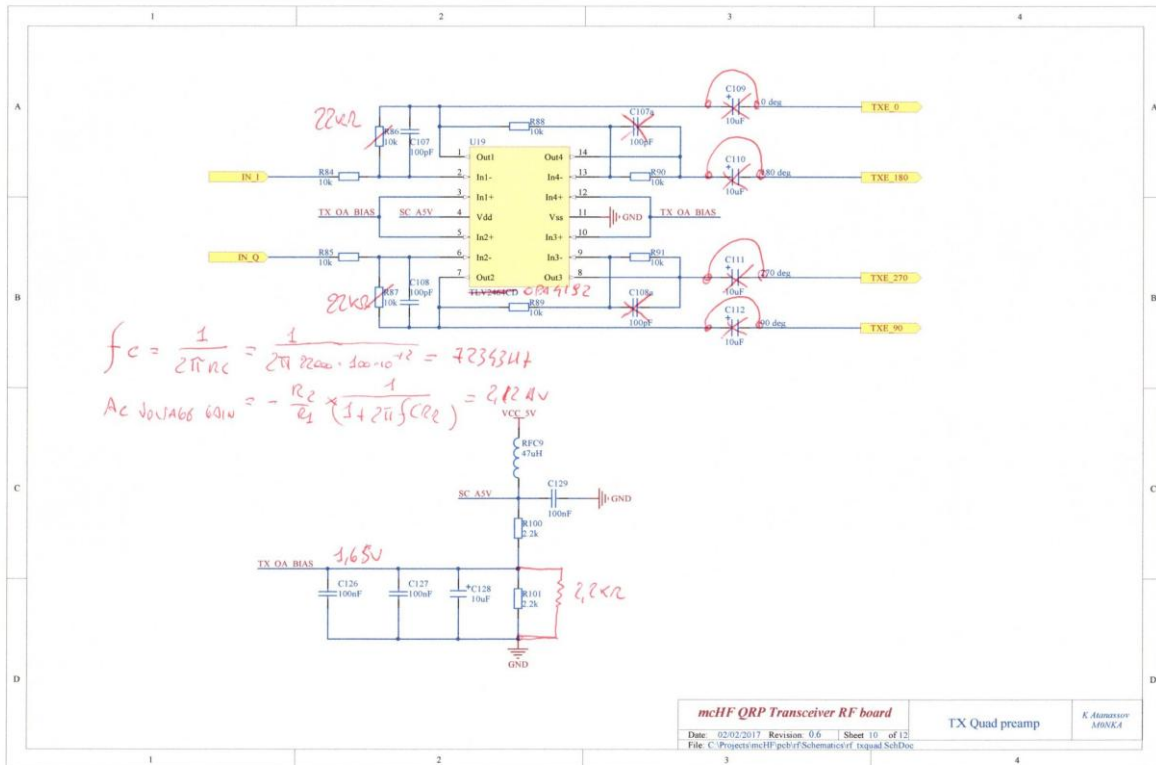 1 2 3 4
A A
22KΩ
R86
10k
C107
100pF
R88
10k
C107a
100pF
C109
10uF
0 deg
TXE_0
U19
IN_I
R84
10k
1 Out1 Out4 14
2 In1- In4- 13
3 In1+ In4+ 12
4 Vdd Vss 11
5 In2+ In3+ 10
6 In2- In3- 9
7 Out2 Out3 8
R90
10k
C110
10uF
180 deg
TXE_180
TX OA BIAS
SC A5V
GND
TX OA BIAS
IN_Q
R85
10k
R91
10k
C111
10uF
270 deg
TXE_270
B B
22KΩ
R87
10k
C108
100pF
TLV2464CD OPA4192
R89
10k
C108a
100pF
C112
10uF
90 deg
TXE_90
fc = 1 / 2π RC = 1 / 2π 22000 · 100·10⁻¹² = 72343Hz
AC VOLTAGE GAIN = - R2 / R1 × 1 / (1+2πfCR2) = 2,12 Av
VCC_5V
RFC9
47uH
C C
SC A5V
C129
100nF
GND
R100
2.2k
1,65V
TX OA BIAS
C126
100nF
C127
100nF
C128
10uF
R101
2.2k
2,2KΩ
GND
D D
mcHF QRP Transceiver RF board
TX Quad preamp
K Atanassov
M0NKA
Date: 02/02/2017 Revision: 0.6 Sheet 10 of 12
File: C:\Projects\mcHF\pcb\rf\Schematics\rf_txquad.SchDoc
1 2 3 4